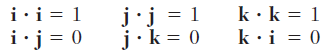 i · i = 1 j · j = 1 k · k = 1
i · j = 0 j · k = 0 k · i = 0